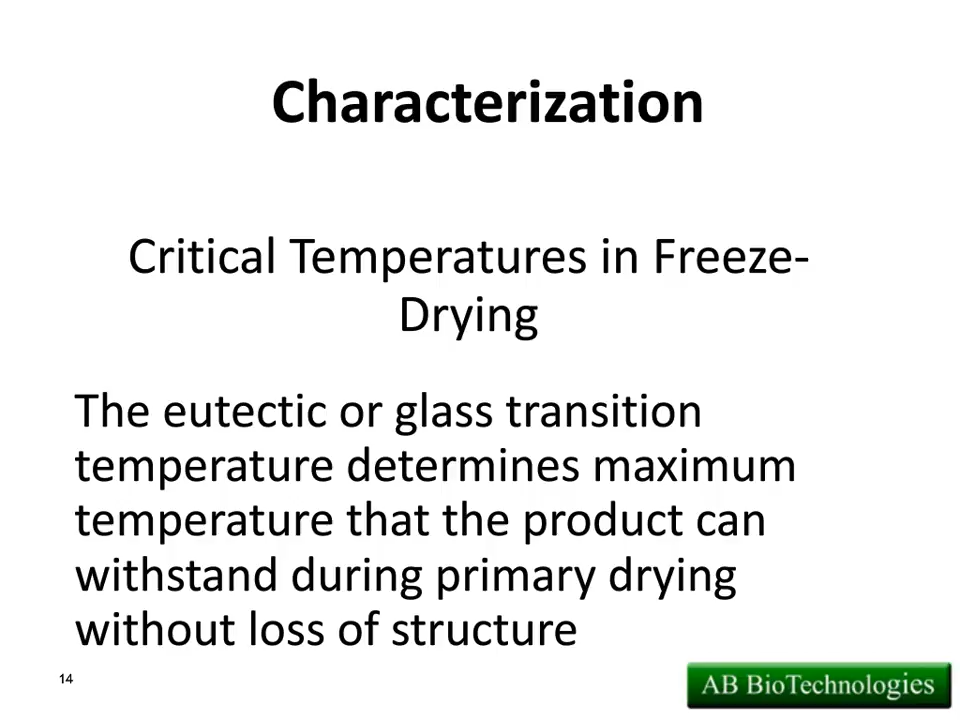 Characterization
Critical Temperatures in Freeze-
Drying
The eutectic or glass transition
temperature determines maximum
temperature that the product can
withstand during primary drying
without loss of structure
14
AB BioTechnologies